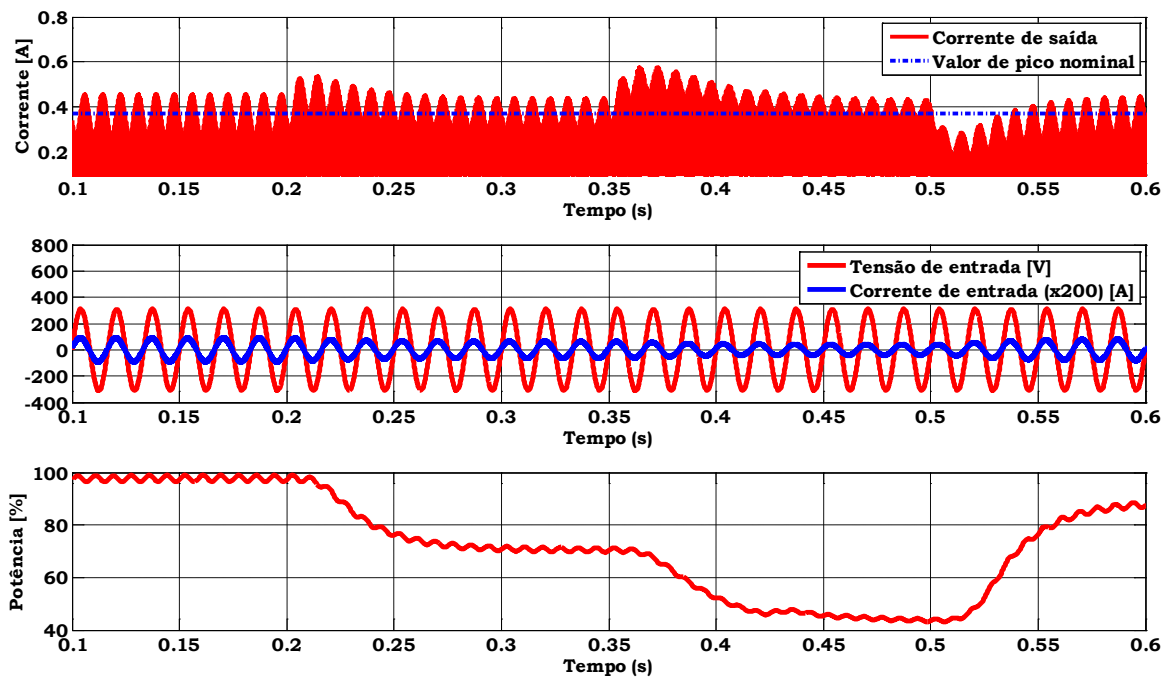 Corrente [A]
0.8
0.6
0.4
0.2
Corrente de saída
Valor de pico nominal
0.1 0.15 0.2 0.25 0.3 0.35 0.4 0.45 0.5 0.55 0.6
Tempo (s)
800
600
400
200
0
-200
-400
Tensão de entrada [V]
Corrente de entrada (x200) [A]
0.1 0.15 0.2 0.25 0.3 0.35 0.4 0.45 0.5 0.55 0.6
Tempo (s)
Potência [%]
100
80
60
40
0.1 0.15 0.2 0.25 0.3 0.35 0.4 0.45 0.5 0.55 0.6
Tempo (s)